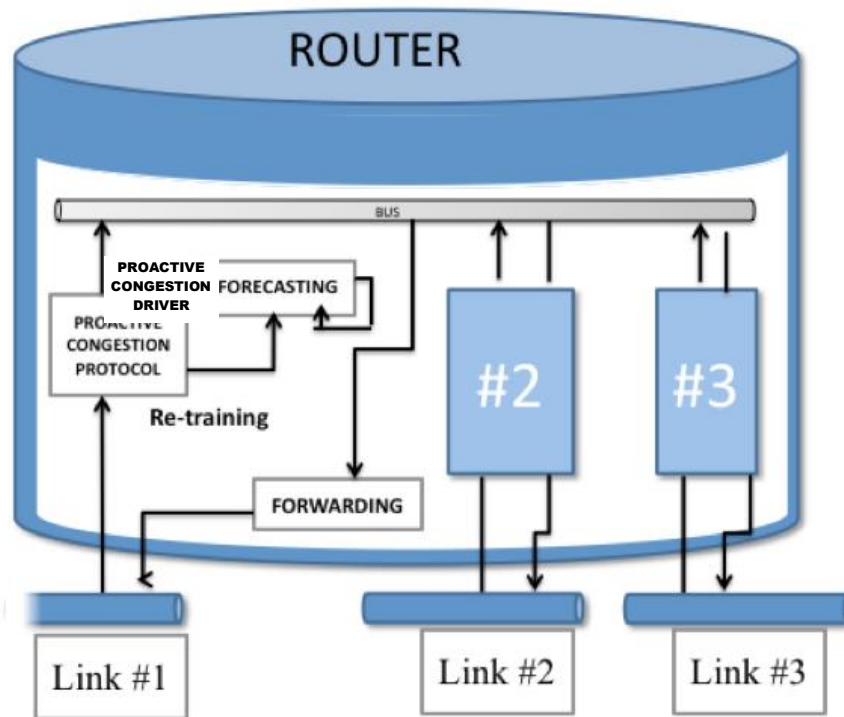 ROUTER
BUS
PROACTIVE
CONGESTION
DRIVER
FORECASTING
PROACTIVE
CONGESTION
PROTOCOL
Re-training
#2
#3
FORWARDING
Link #1
Link #2
Link #3